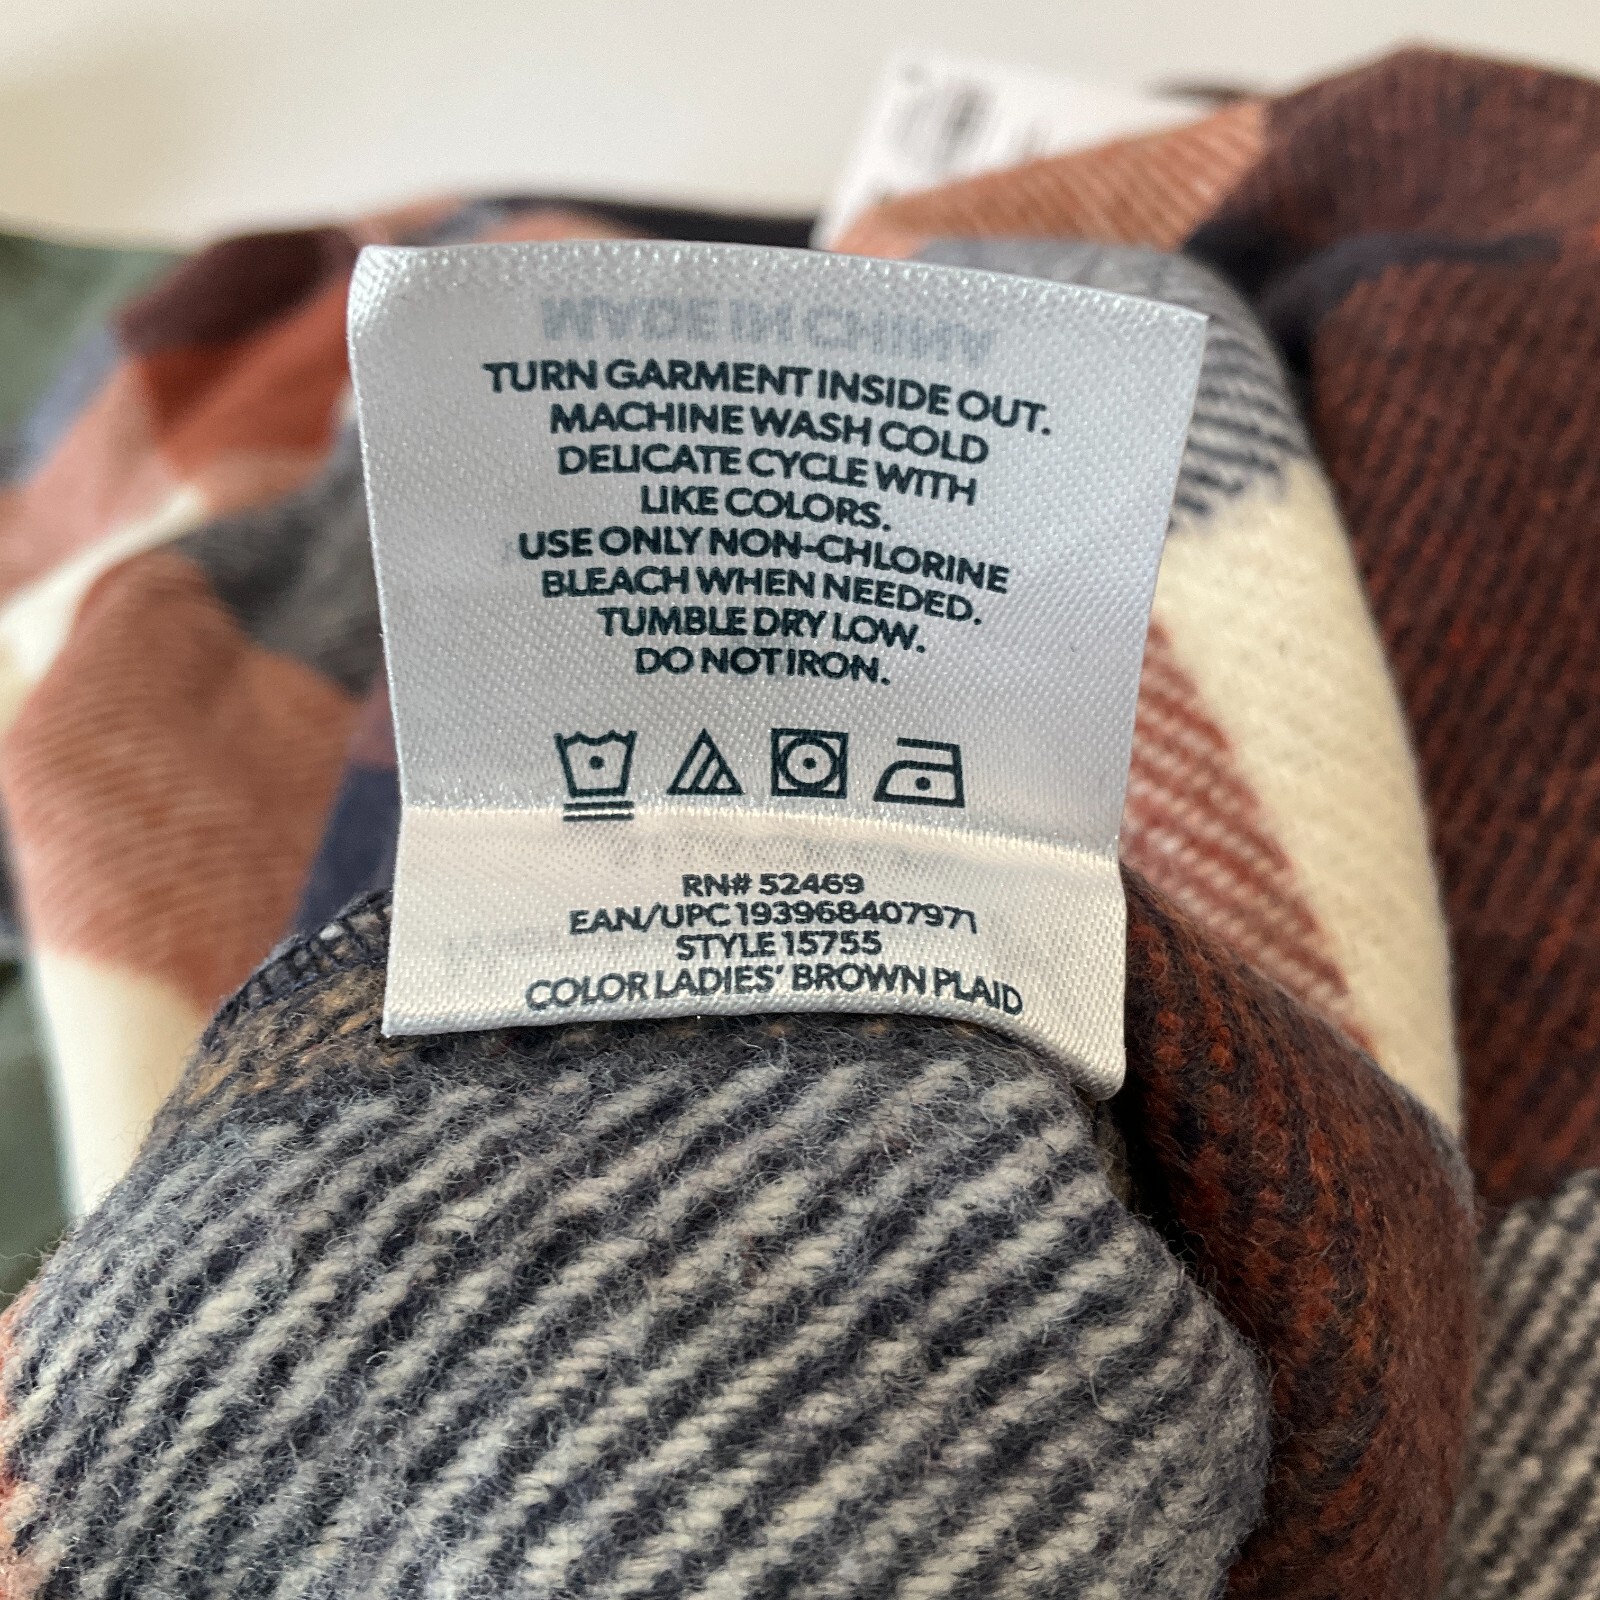 TURN GARMENT INSIDE OUT.
MACHINE WASH COLD
DELICATE CYCLE WITH
LIKE COLORS.
USE ONLY NON-CHLORINE
BLEACH WHEN NEEDED.
TUMBLE DRY LOW.
DO NOT IRON.
RN# 52469
EAN/UPC 193968407971
STYLE 15755
COLOR LADIES' BROWN PLAID